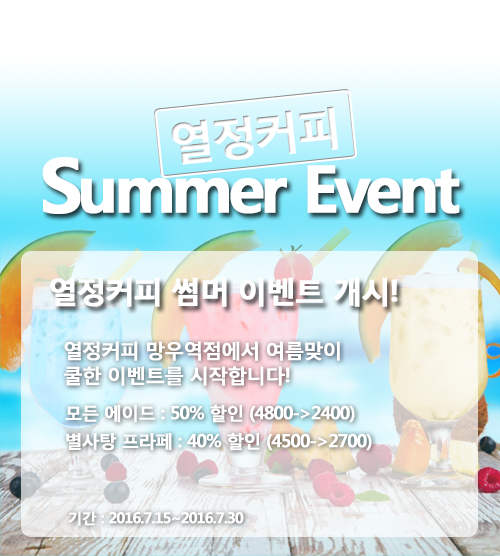 열정커피
Summer Event
열정커피 썸머 이벤트 개시!
열정커피 망우역점에서 여름맞이
쿨한 이벤트를 시작합니다!
모든 에이드 : 50% 할인 (4800->2400)
별사탕 프라페 : 40% 할인 (4500->2700)
기간 : 2016.7.15~2016.7.30